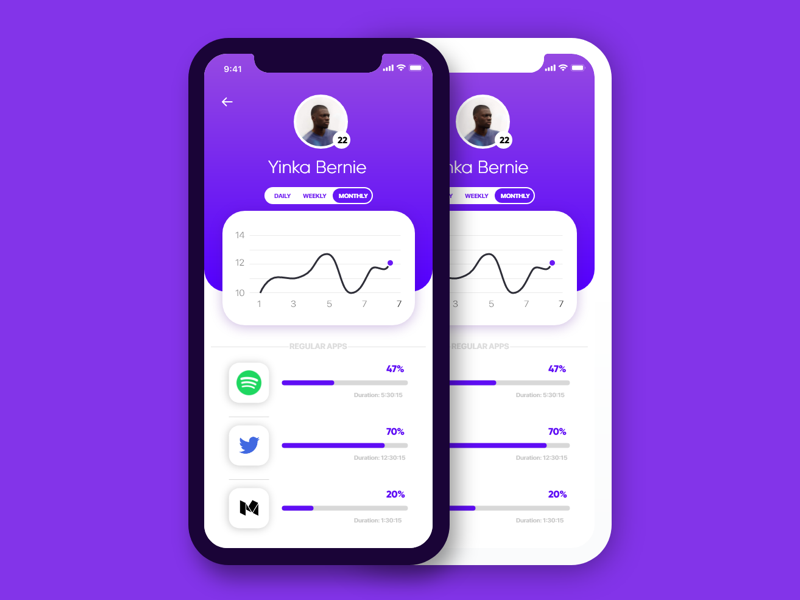 9:41
22
Yinka Bernie
DAILY WEEKLY MONTHLY
14
12
10
1 3 5 7 7
REGULAR APPS
47%
Duration: 5:30:15
70%
Duration: 12:30:15
20%
Duration: 1:30:15
22
nka Bernie
WEEKLY MONTHLY
3 5 7 7
REGULAR APPS
47%
Duration: 5:30:15
70%
Duration: 12:30:15
20%
Duration: 1:30:15